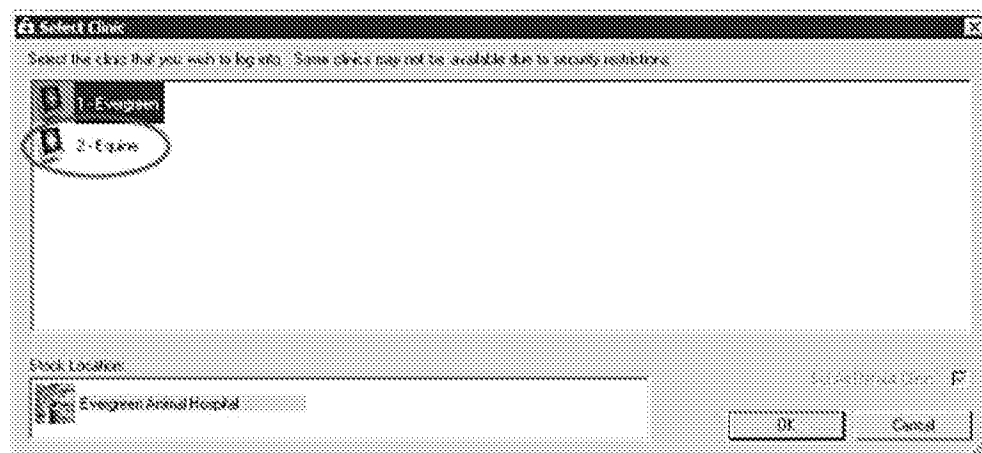 Select Clinic
Select the clinic that you wish to log into. Some clinics may not be available due to security restrictions
1 - Evergreen
2 - Equine
Stock Location:
Evergreen Animal Hospital
OK
Cancel